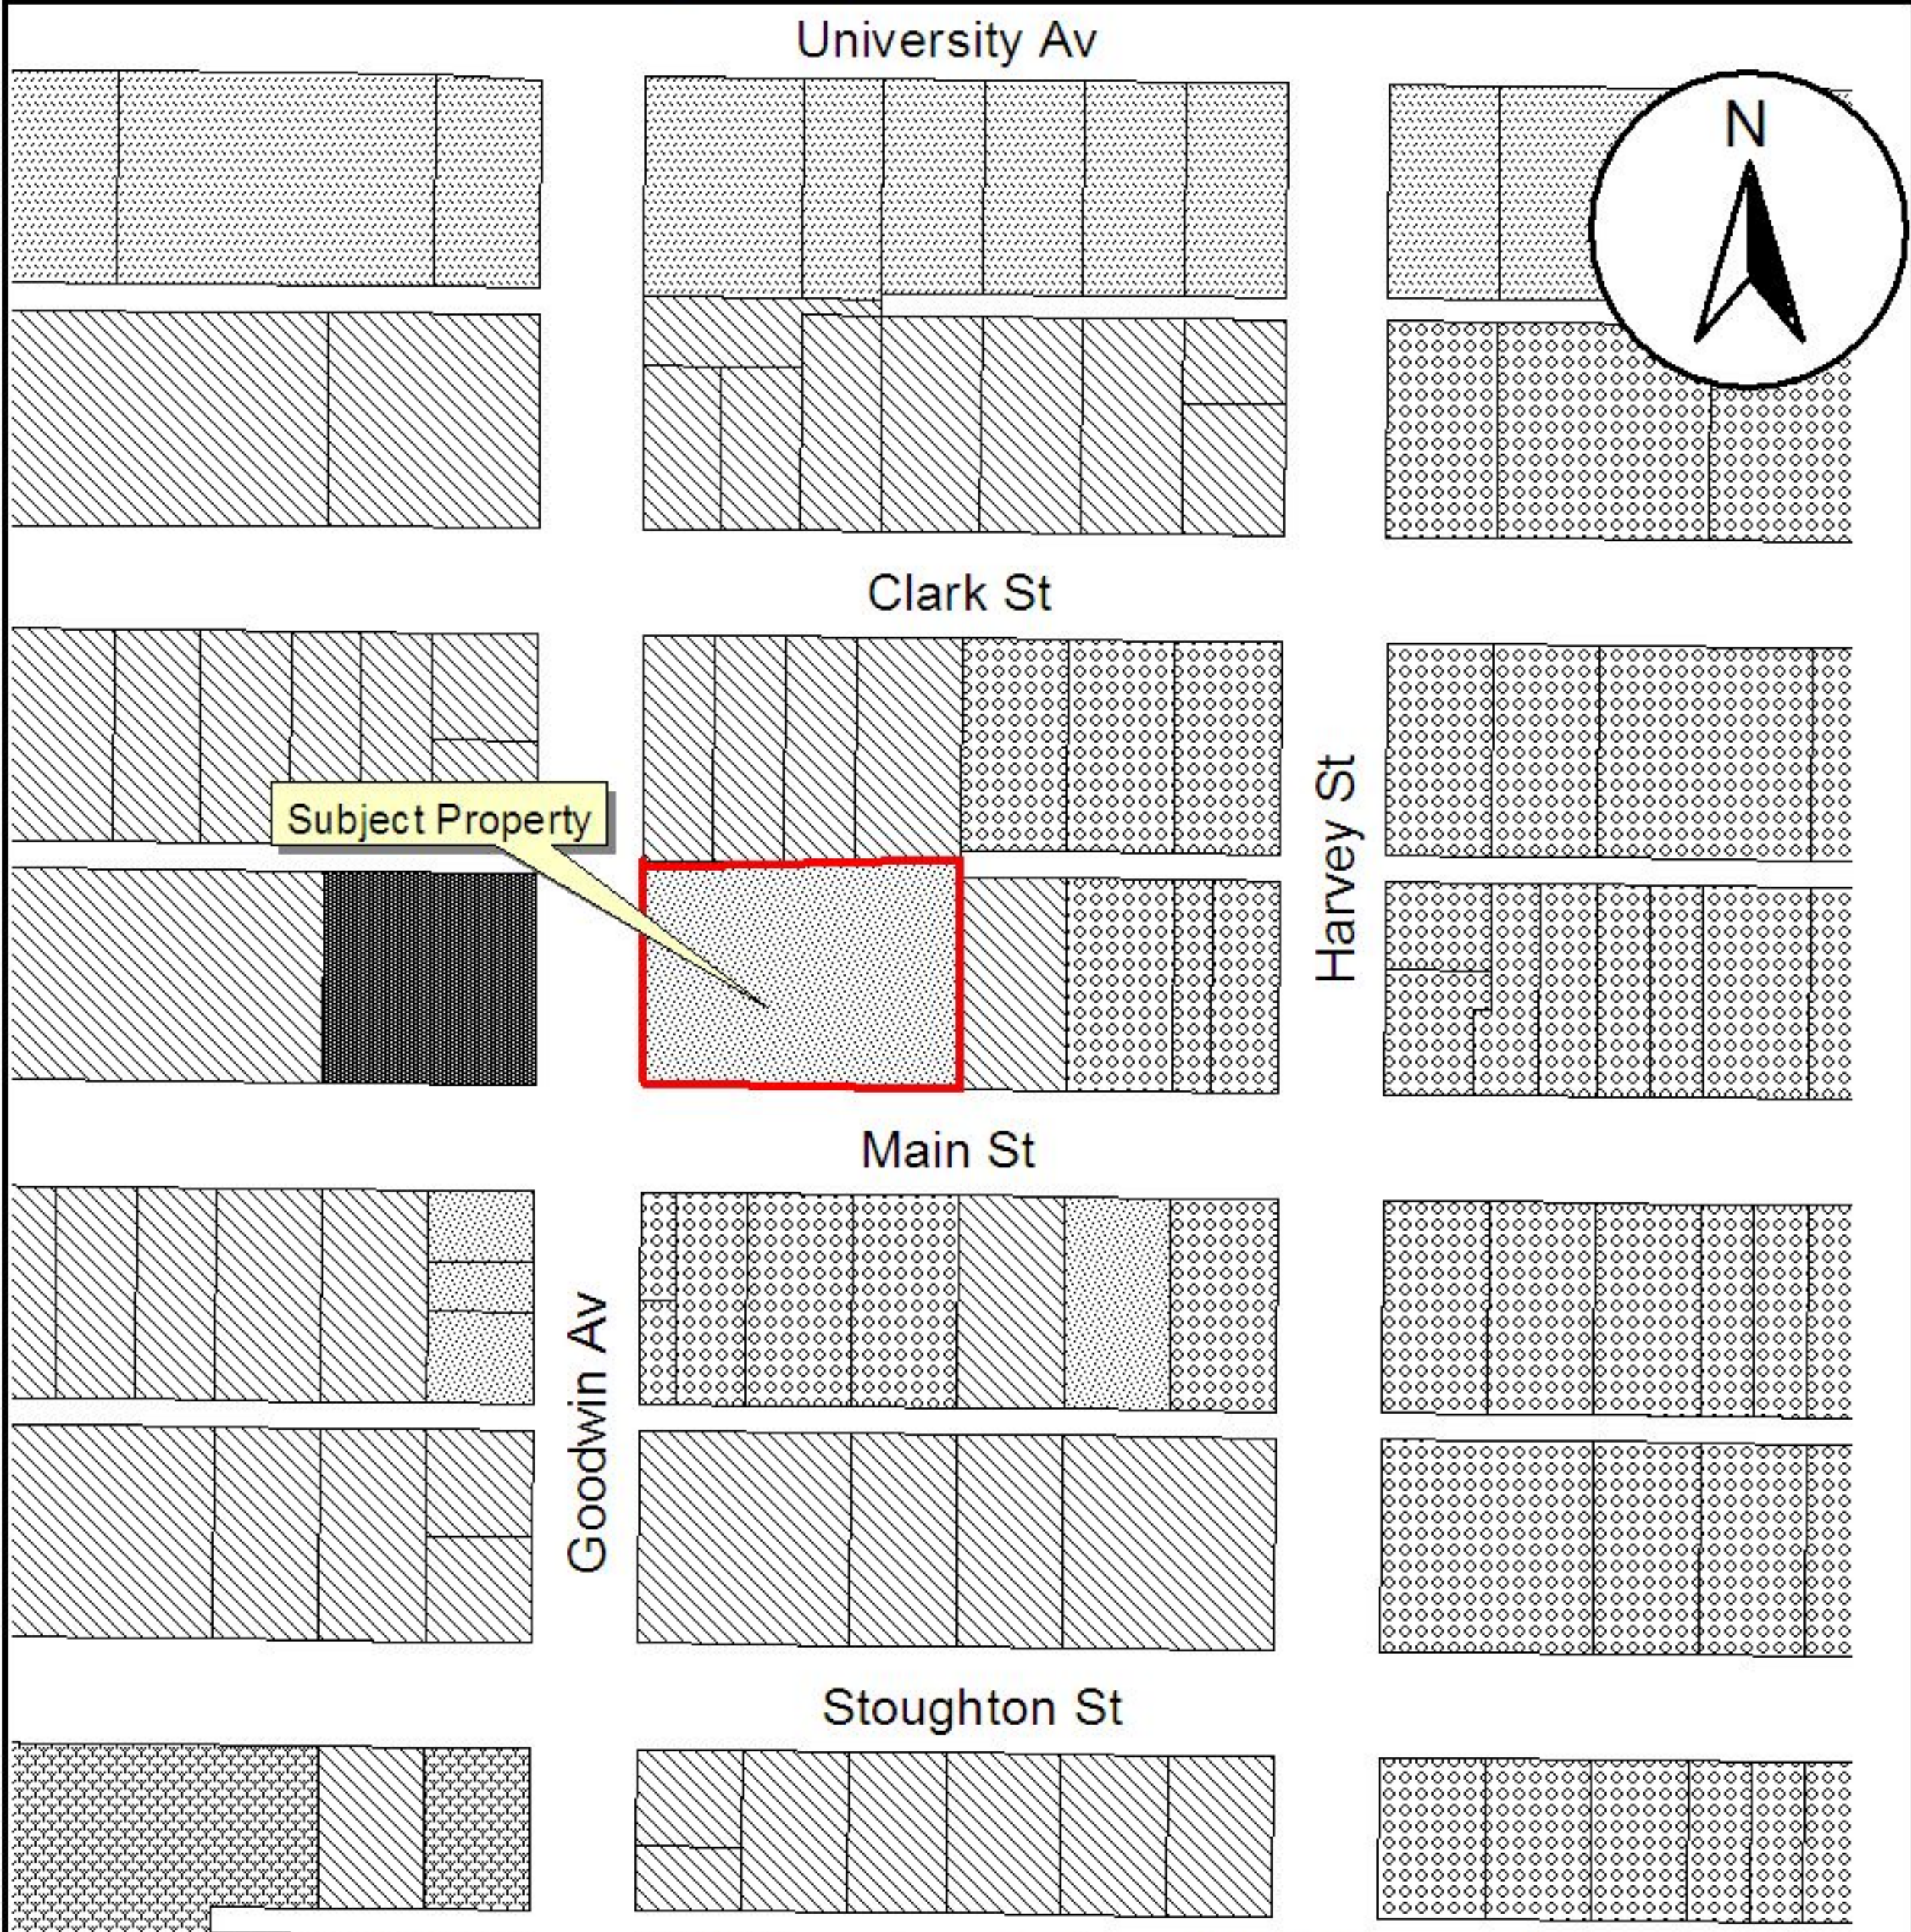 University Av
N
Clark St
Subject Property
Harvey St
Main St
Goodwin Av
Stoughton St